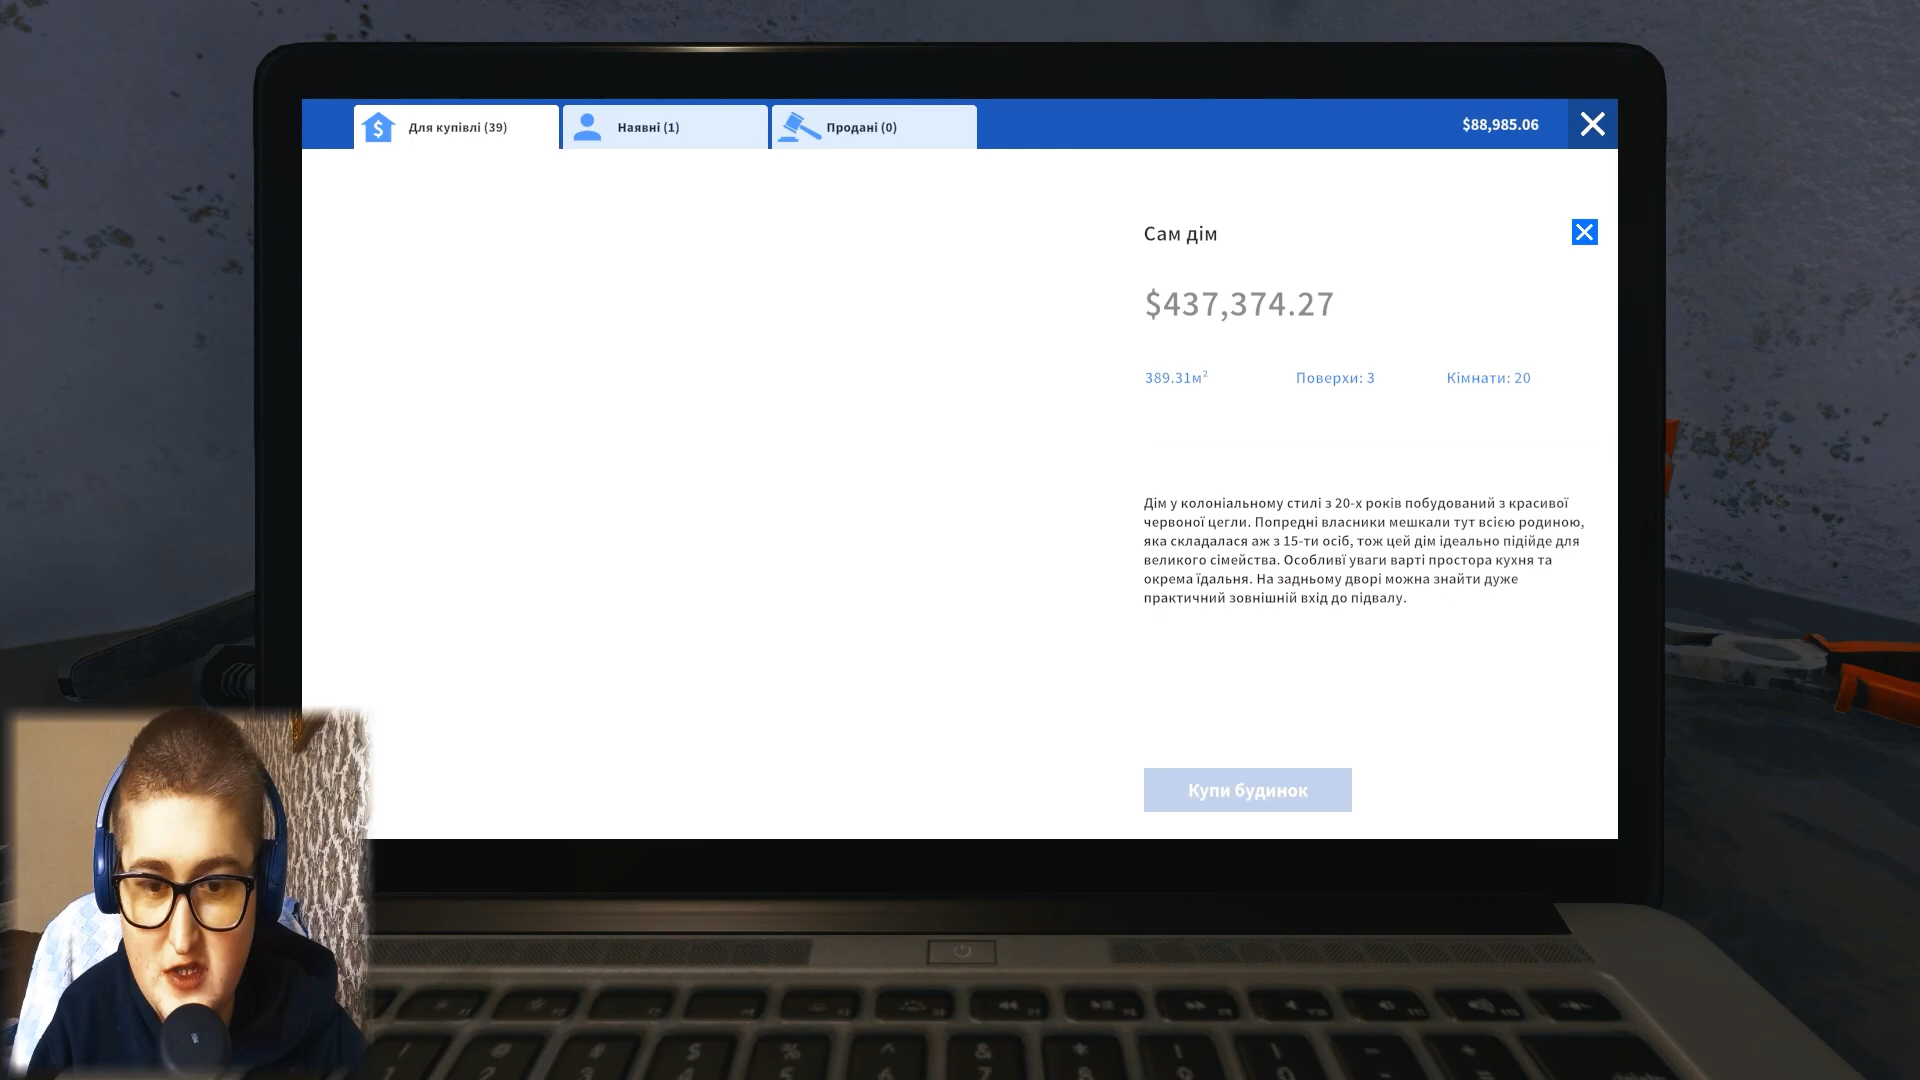 Для купівлі (39)
Наявні (1)
Продані (0)
$88,985.06
Сам дім
$437,374.27
389.31м²
Поверхи: 3
Кімнати: 20
Дім у колоніальному стилі з 20-х років побудований з красивої
червоної цегли. Попредні власники мешкали тут всією родиною,
яка складалася аж з 15-ти осіб, тож цей дім ідеально підійде для
великого сімейства. Особливї уваги варті простора кухня та
окрема їдальня. На задньому дворі можна знайти дуже
практичний зовнішній вхід до підвалу.
Купи будинок